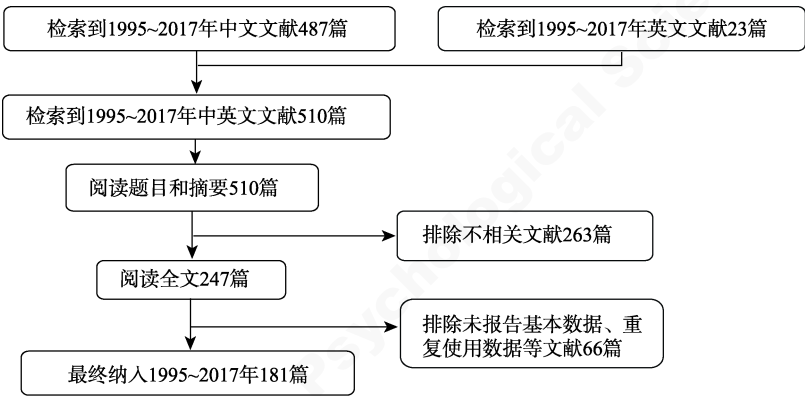 检索到1995~2017年中文文献487篇
检索到1995~2017年英文文献23篇
检索到1995~2017年中英文文献510篇
阅读题目和摘要510篇
排除不相关文献263篇
阅读全文247篇
排除未报告基本数据、重
复使用数据等文献66篇
最终纳入1995~2017年181篇
Psychological Scie